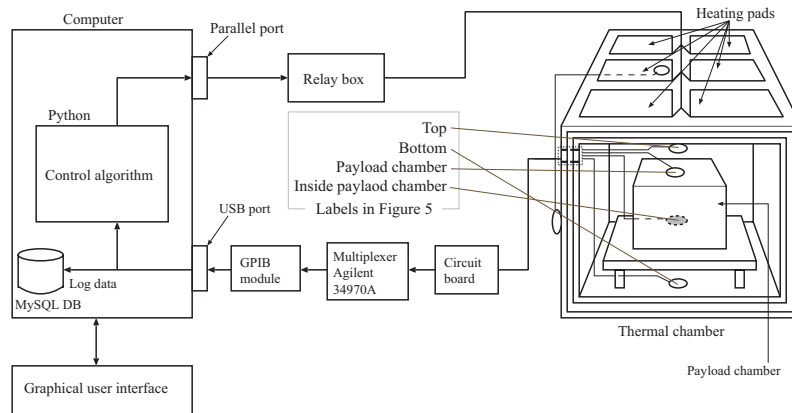 Computer
Parallel port
Heating pads
Relay box
Python
Control algorithm
Top
Bottom
Payload chamber
Inside paylaod chamber
Labels in Figure 5
USB port
GPIB
module
Multiplexer
Agilent
34970A
Circuit
board
Log data
MySQL DB
Thermal chamber
Payload chamber
Graphical user interface